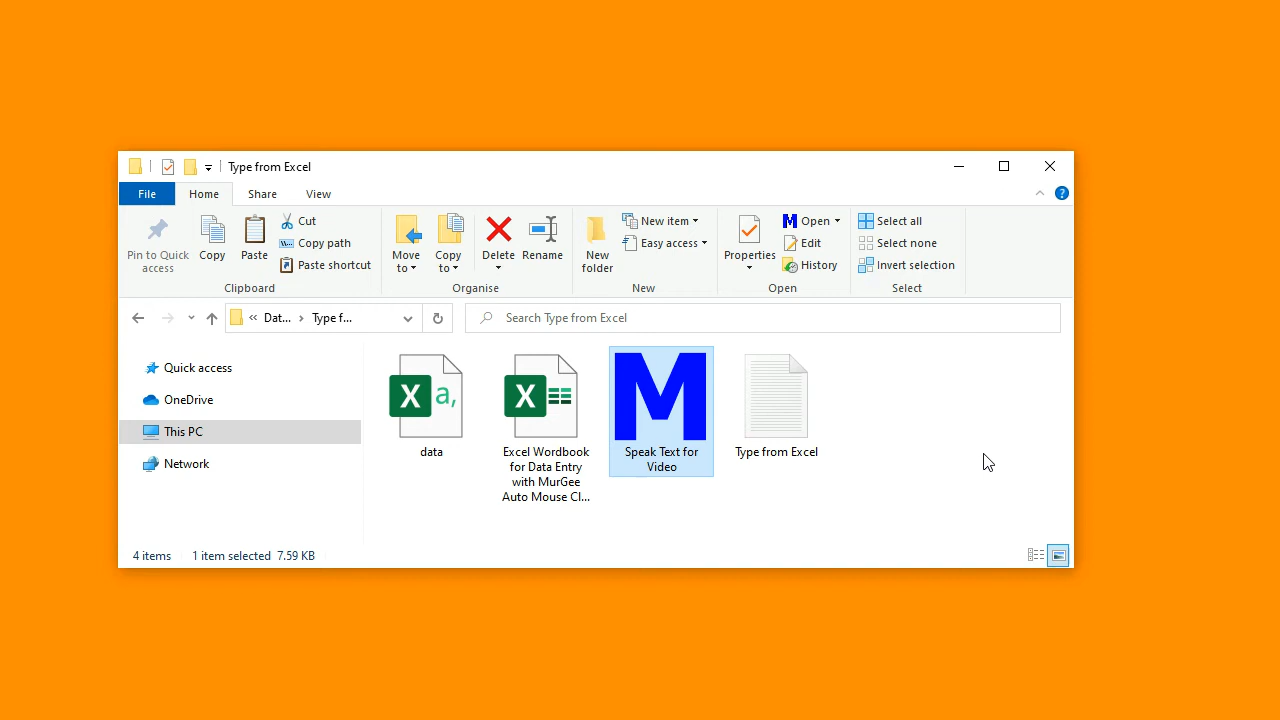 Type from Excel
File Home Share View
Pin to Quick access
Copy
Paste
Cut
Copy path
Paste shortcut
Clipboard
Move to
Copy to
Delete
Rename
Organise
New folder
New item
Easy access
New
Properties
Open
Edit
History
Open
Select all
Select none
Invert selection
Select
« Dat... › Type f...
Search Type from Excel
Quick access
OneDrive
This PC
Network
data
Excel Wordbook
for Data Entry
with MurGee
Auto Mouse Cl...
M
Speak Text for
Video
Type from Excel
4 items 1 item selected 7.59 KB